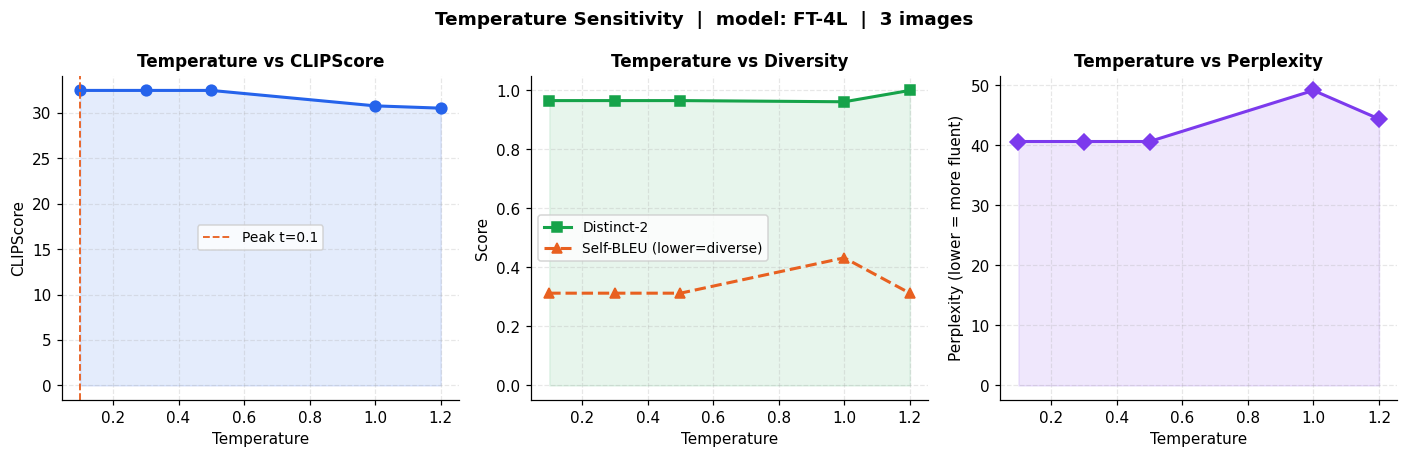 Temperature Sensitivity | model: FT-4L | 3 images
Temperature vs CLIPScore
CLIPScore
30
25
20
15
10
5
0
Peak t=0.1
0.2 0.4 0.6 0.8 1.0 1.2
Temperature
Temperature vs Diversity
Score
1.0
0.8
0.6
0.4
0.2
0.0
Distinct-2
Self-BLEU (lower=diverse)
0.2 0.4 0.6 0.8 1.0 1.2
Temperature
Temperature vs Perplexity
Perplexity (lower = more fluent)
50
40
30
20
10
0
0.2 0.4 0.6 0.8 1.0 1.2
Temperature